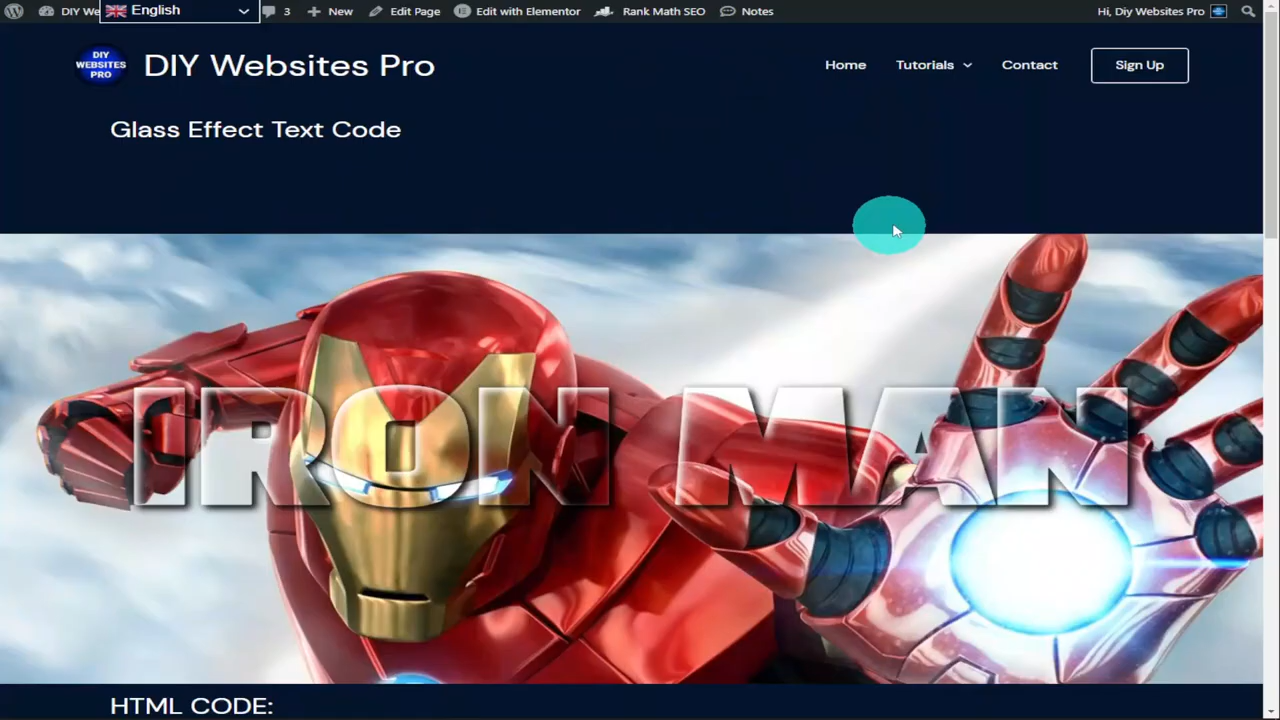 DIY We
English
3
New
Edit Page
Edit with Elementor
Rank Math SEO
Notes
Hi, Diy Websites Pro
DIY
WEBSITES
PRO
DIY Websites Pro
Home
Tutorials
Contact
Sign Up
Glass Effect Text Code
IRON MAN
HTML CODE: